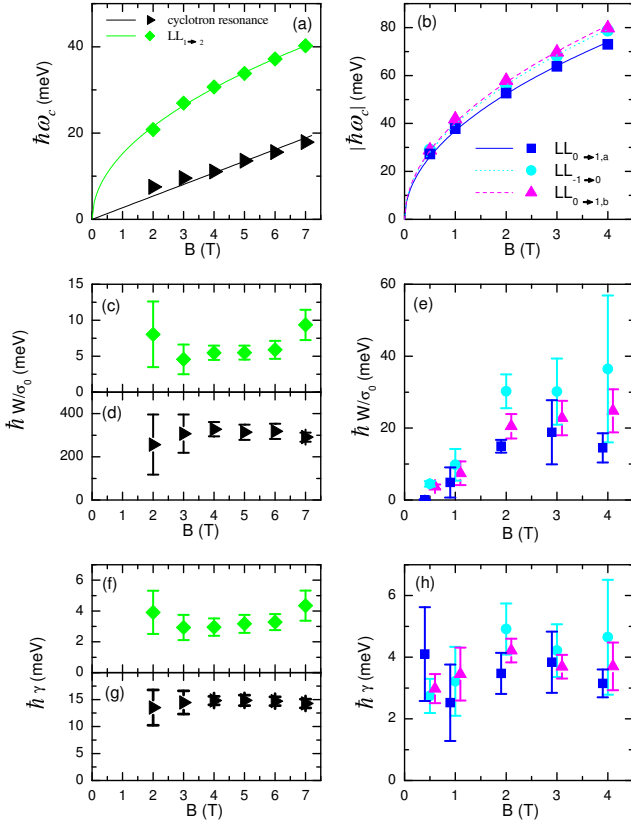 cyclotron resonance (a)
LL1→2
ℏωc (meV)
40
20
0
0 1 2 3 4 5 6 7
B (T)
(b)
|ℏωc| (meV)
80
60
40
20
0
LL0→1,a
LL-1→0
LL0→1,b
0 1 2 3 4
B (T)
(c)
15
10
5
0
ℏ W/σ0 (meV)
(d)
400
200
0
0 1 2 3 4 5 6 7
B (T)
(e)
ℏ W/σ0 (meV)
60
40
20
0
0 1 2 3 4
B (T)
(f)
6
4
2
0
ℏ γ (meV)
(g)
15
10
5
0
0 1 2 3 4 5 6 7
B (T)
(h)
ℏ γ (meV)
6
4
2
0
0 1 2 3 4
B (T)